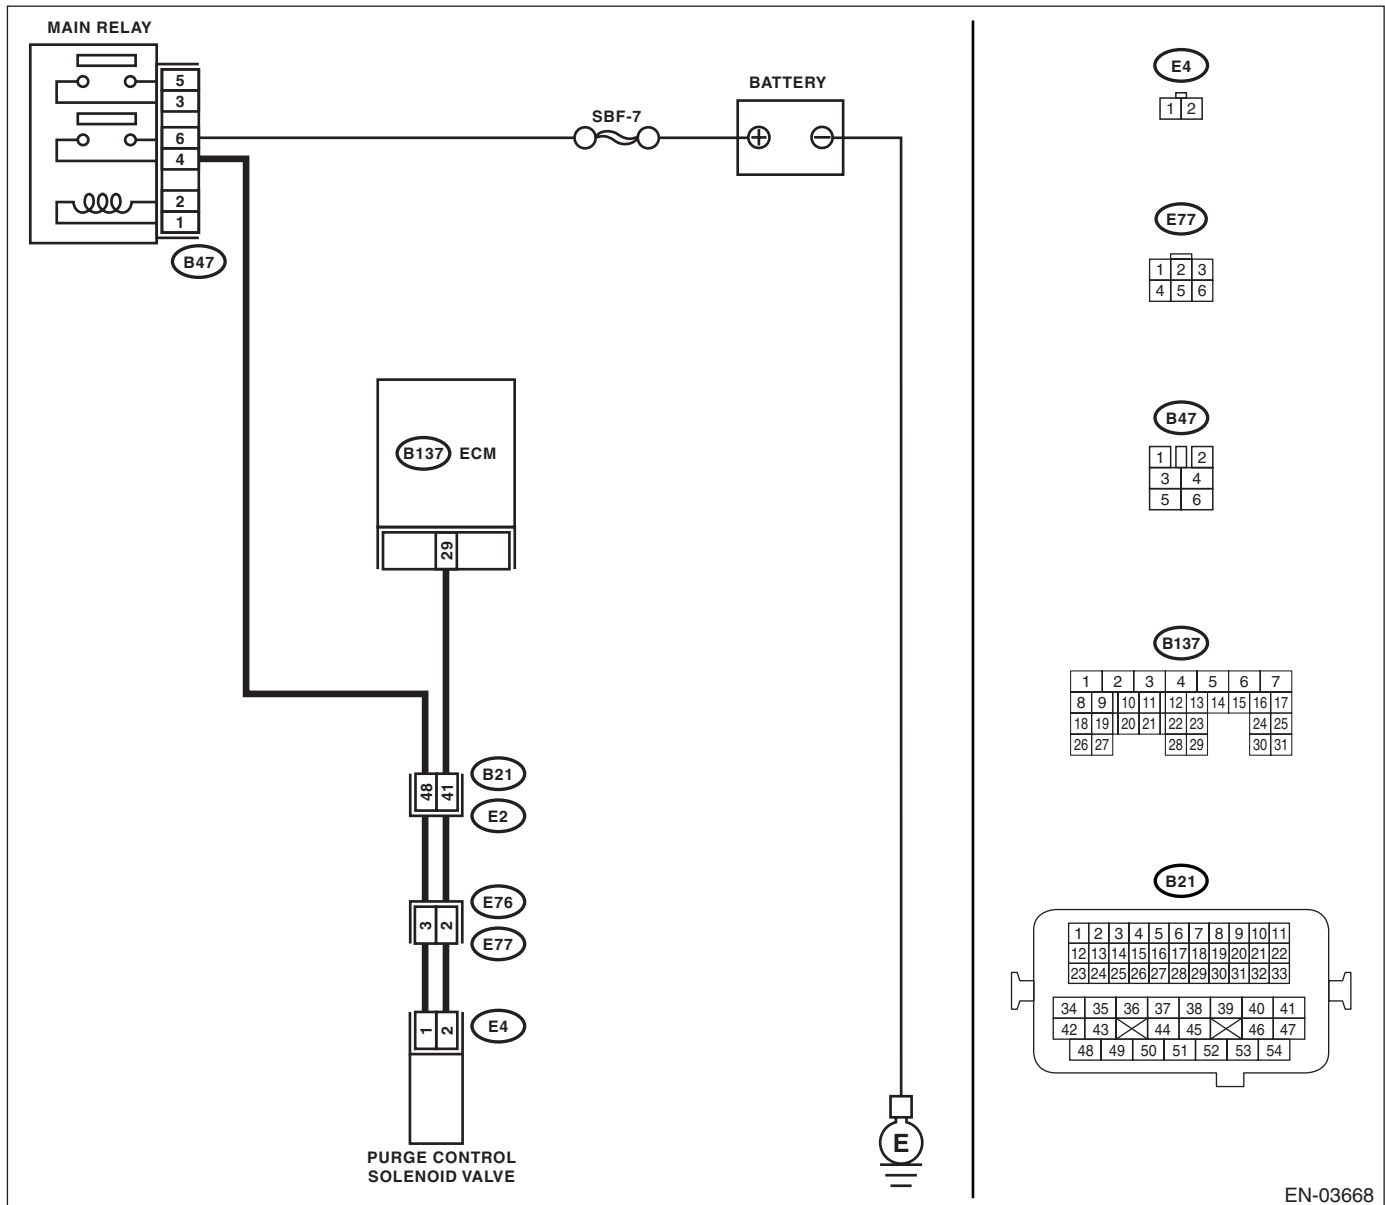 MAIN RELAY
5
3
6
4
2
1
B47
SBF-7
BATTERY
+ −
B137 ECM
29
48 41
B21
E2
3 2
E76
E77
1 2
E4
PURGE CONTROL
SOLENOID VALVE
E
E4
1 2
E77
1 2 3
4 5 6
B47
1 2
3 4
5 6
B137
1 2 3 4 5 6 7
8 9 10 11 12 13 14 15 16 17
18 19 20 21 22 23 24 25
26 27 28 29 30 31
B21
1 2 3 4 5 6 7 8 9 10 11
12 13 14 15 16 17 18 19 20 21 22
23 24 25 26 27 28 29 30 31 32 33
34 35 36 37 38 39 40 41
42 43 44 45 46 47
48 49 50 51 52 53 54
EN-03668